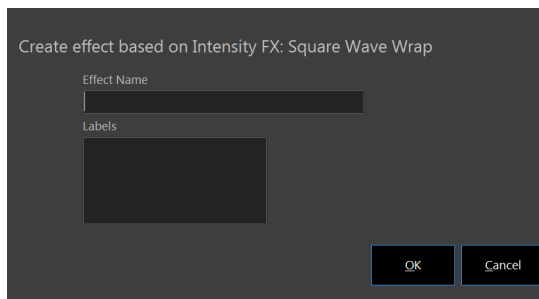 Create effect based on Intensity FX: Square Wave Wrap
Effect Name
Labels
OK
Cancel